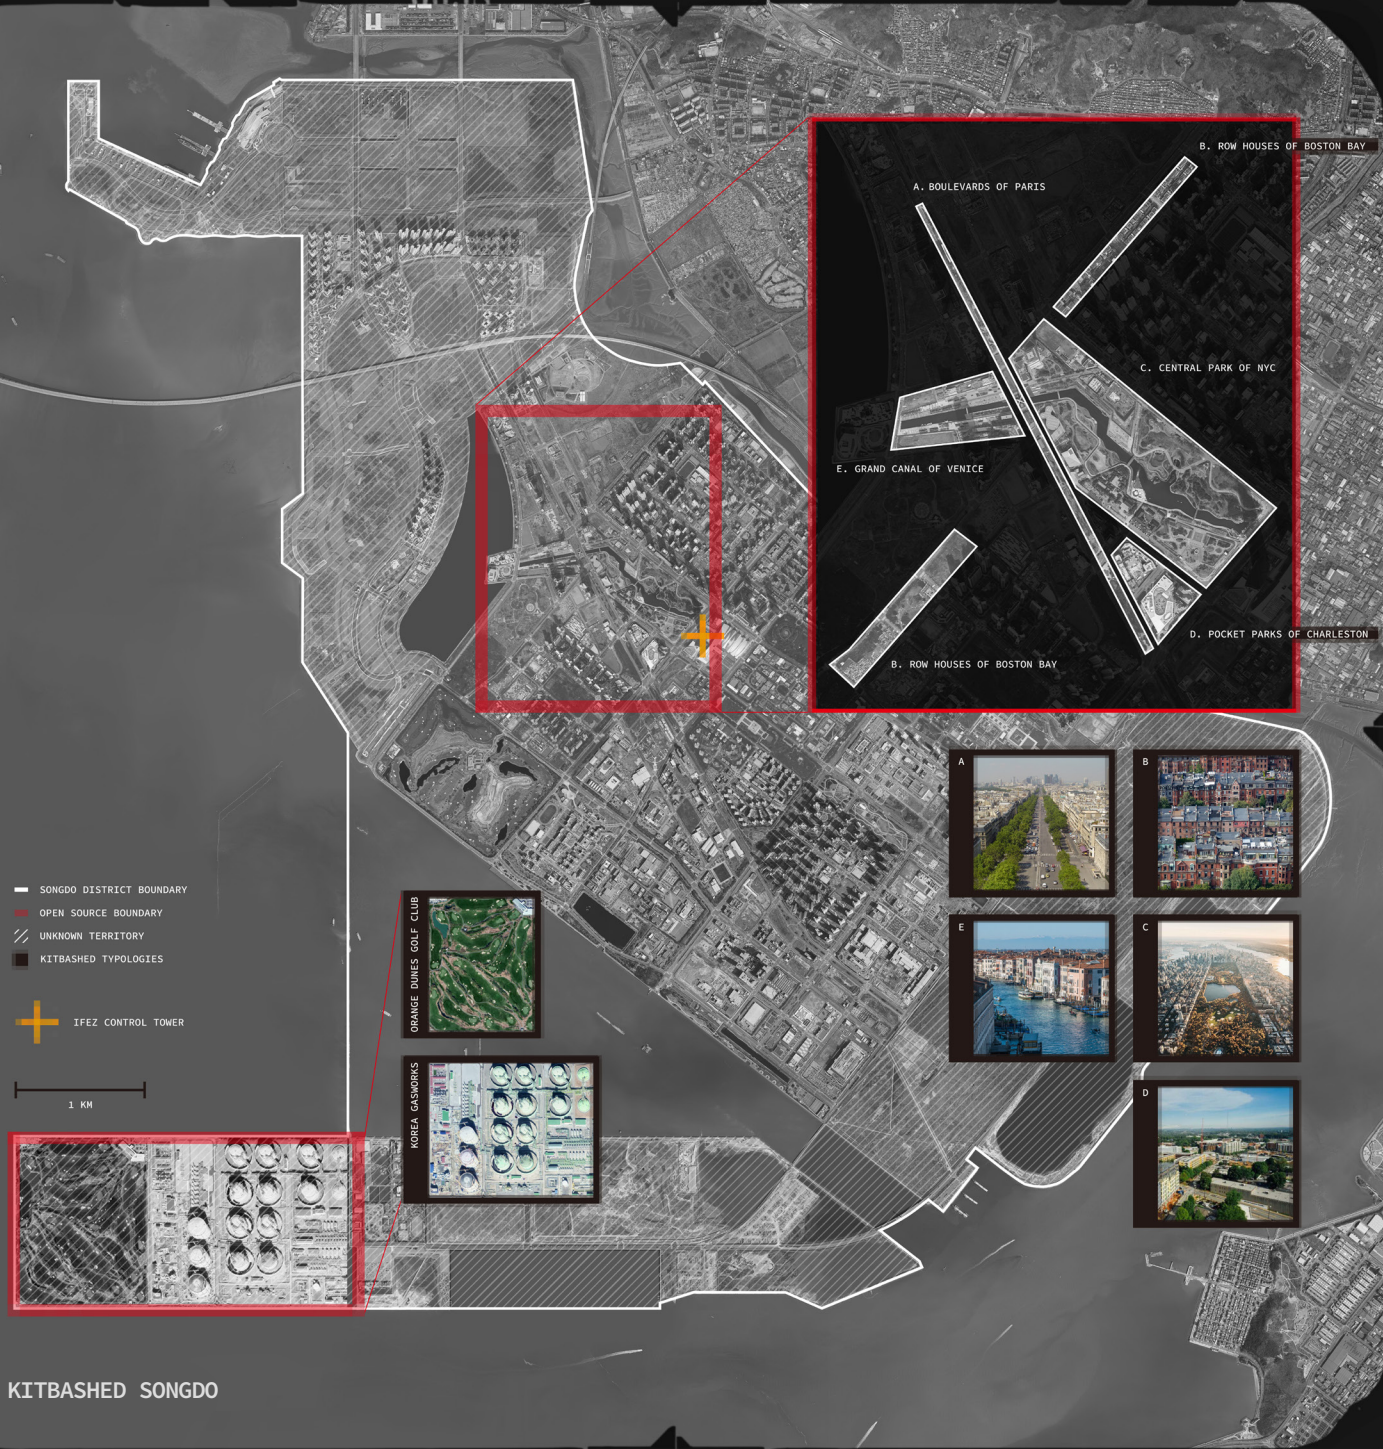 B. ROW HOUSES OF BOSTON BAY
A. BOULEVARDS OF PARIS
C. CENTRAL PARK OF NYC
E. GRAND CANAL OF VENICE
D. POCKET PARKS OF CHARLESTON
B. ROW HOUSES OF BOSTON BAY
A
B
E
C
D
SONGDO DISTRICT BOUNDARY
OPEN SOURCE BOUNDARY
UNKNOWN TERRITORY
KITBASHED TYPOLOGIES
IFEZ CONTROL TOWER
1 KM
ORANGE DUNES GOLF CLUB
KOREA GASWORKS
KITBASHED SONGDO